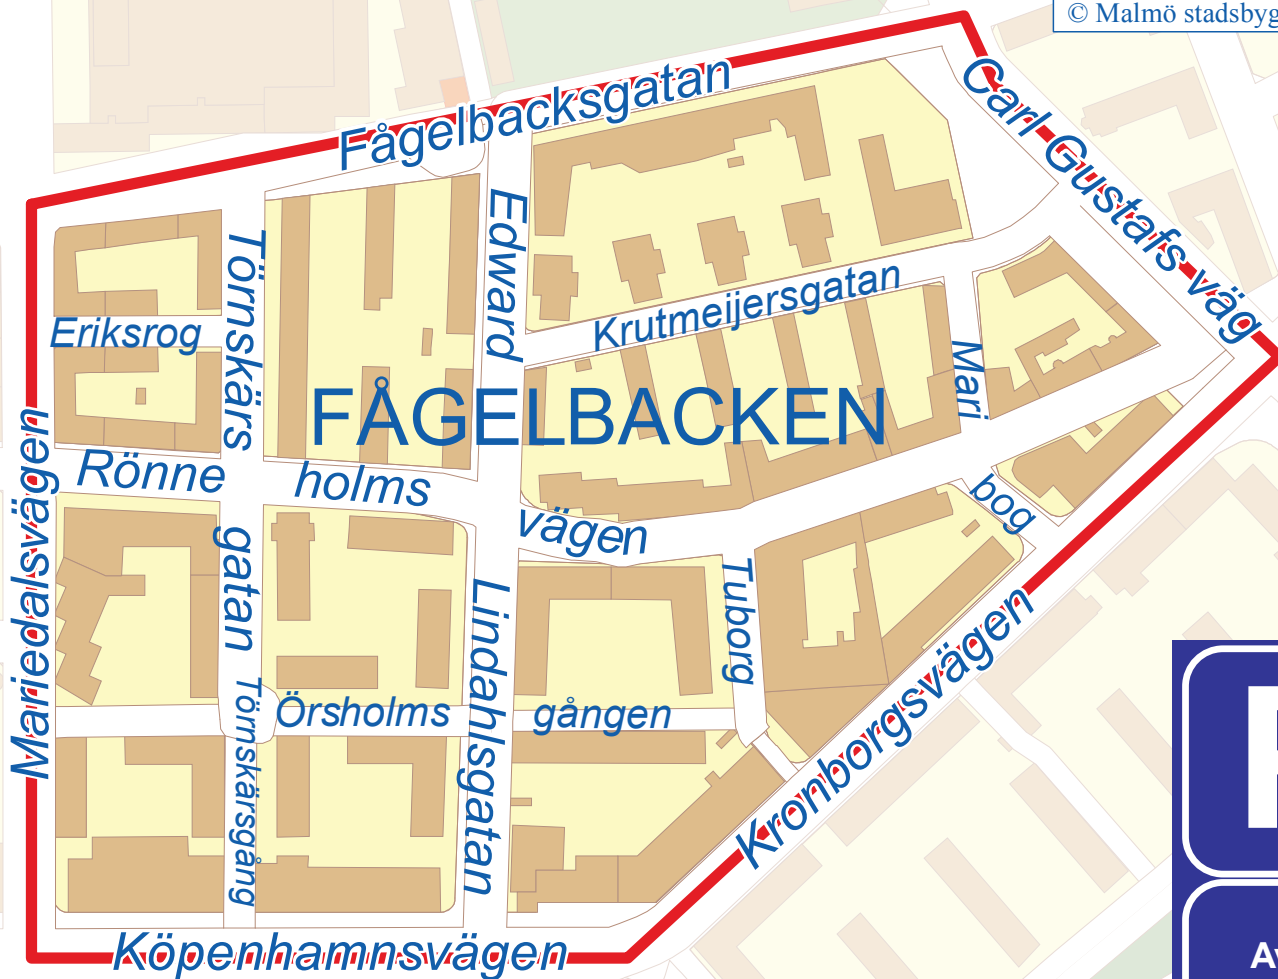 © Malmö stadsbyg
Fågelbacksgatan
Carl Gustafs väg
Edward
Törnskärs
Krutmeijersgatan
Eriksrog
Mari
FÅGELBACKEN
Mariedalsvägen
Rönne
holms
vägen
bog
gatan
Lindahlsgatan
Tuborg
Törnskärsgång
Örsholms
gången
Kronborgsvägen
Köpenhamnsvägen